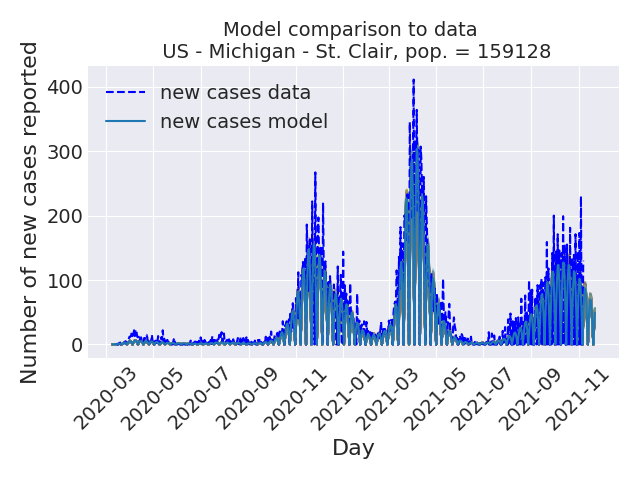 Model comparison to data
US - Michigan - St. Clair, pop. = 159128
Number of new cases reported
400
300
200
100
0
new cases data
new cases model
2020-03
2020-05
2020-07
2020-09
2020-11
2021-01
2021-03
2021-05
2021-07
2021-09
2021-11
Day